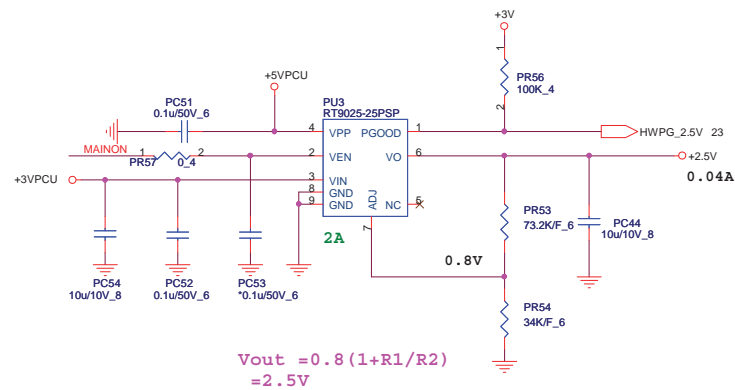 +3V
1
PR56
100K_4
2
+5VPCU
PC51
0.1u/50V_6
PU3
RT9025-25PSP
4 VPP PGOOD 1
HWPG_2.5V 23
MAINON
1 2
PR57 0_4
2 VEN VO 6
+2.5V
0.04A
+3VPCU
3 VIN
8 GND
9 GND
ADJ
NC 5
7
2A
PR53
73.2K/F_6
PC44
10u/10V_8
0.8V
PC54
10u/10V_8
PC52
0.1u/50V_6
PC53
*0.1u/50V_6
PR54
34K/F_6
Vout =0.8(1+R1/R2)
=2.5V